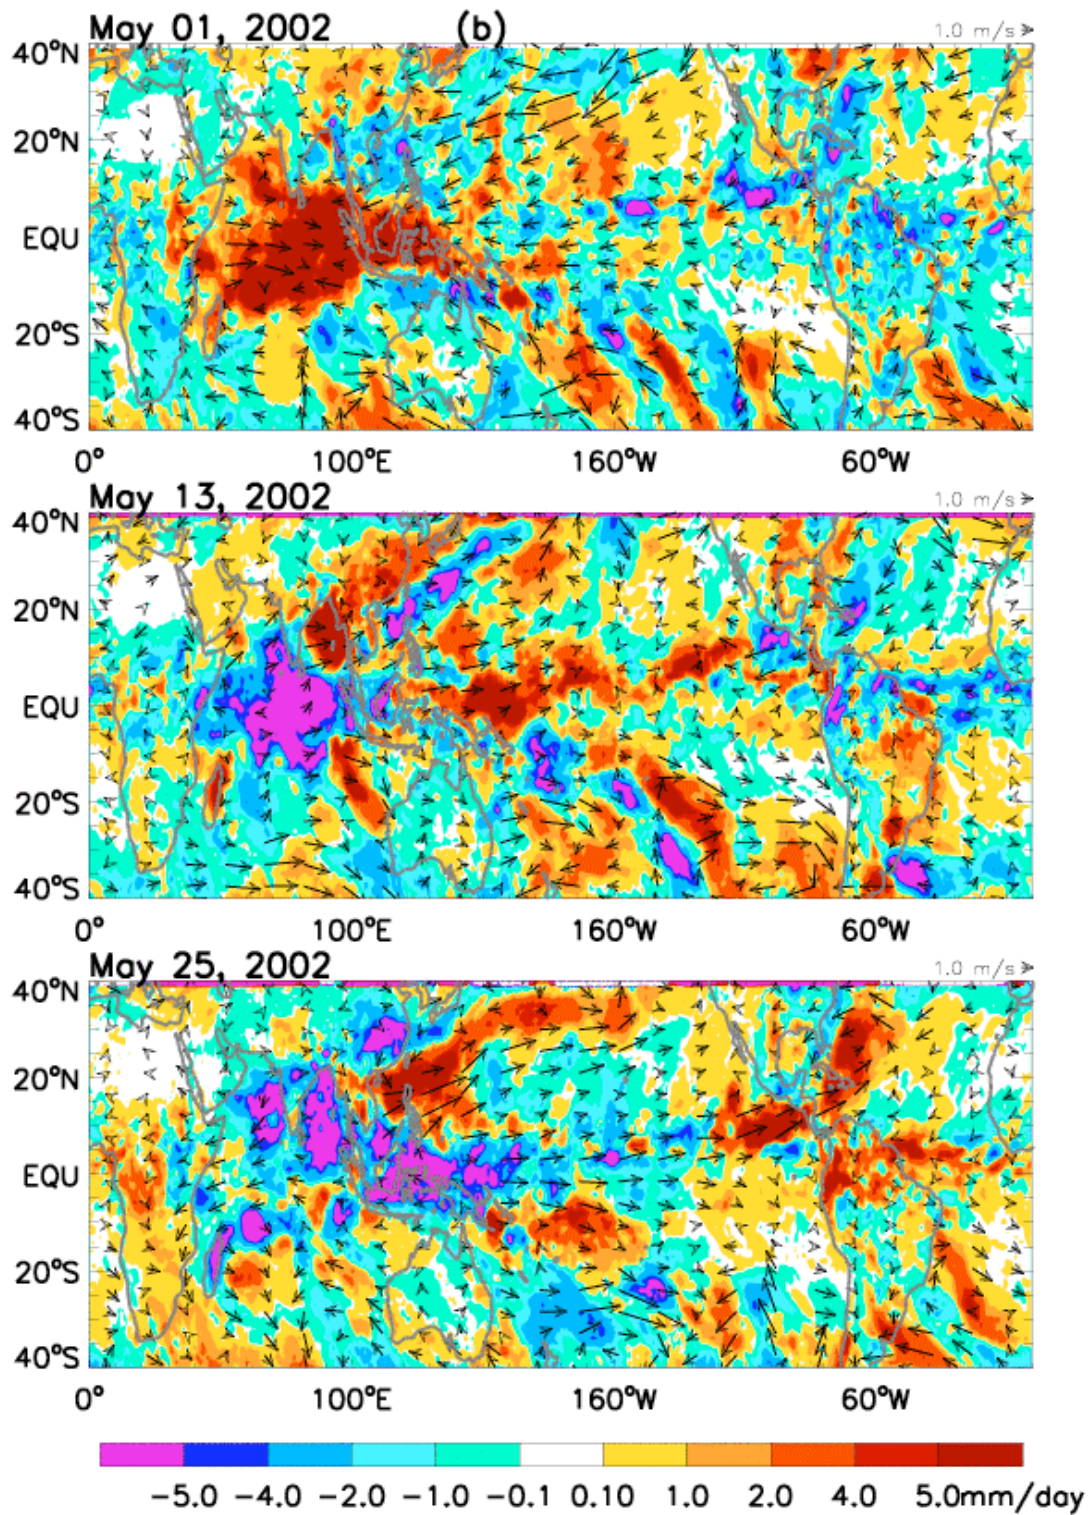 May 01, 2002 (b) 1.0 m/s
40°N
20°N
EQU
20°S
40°S
0° 100°E 160°W 60°W
May 13, 2002 1.0 m/s
40°N
20°N
EQU
20°S
40°S
0° 100°E 160°W 60°W
May 25, 2002 1.0 m/s
40°N
20°N
EQU
20°S
40°S
0° 100°E 160°W 60°W
-5.0 -4.0 -2.0 -1.0 -0.1 0.10 1.0 2.0 4.0 5.0mm/day